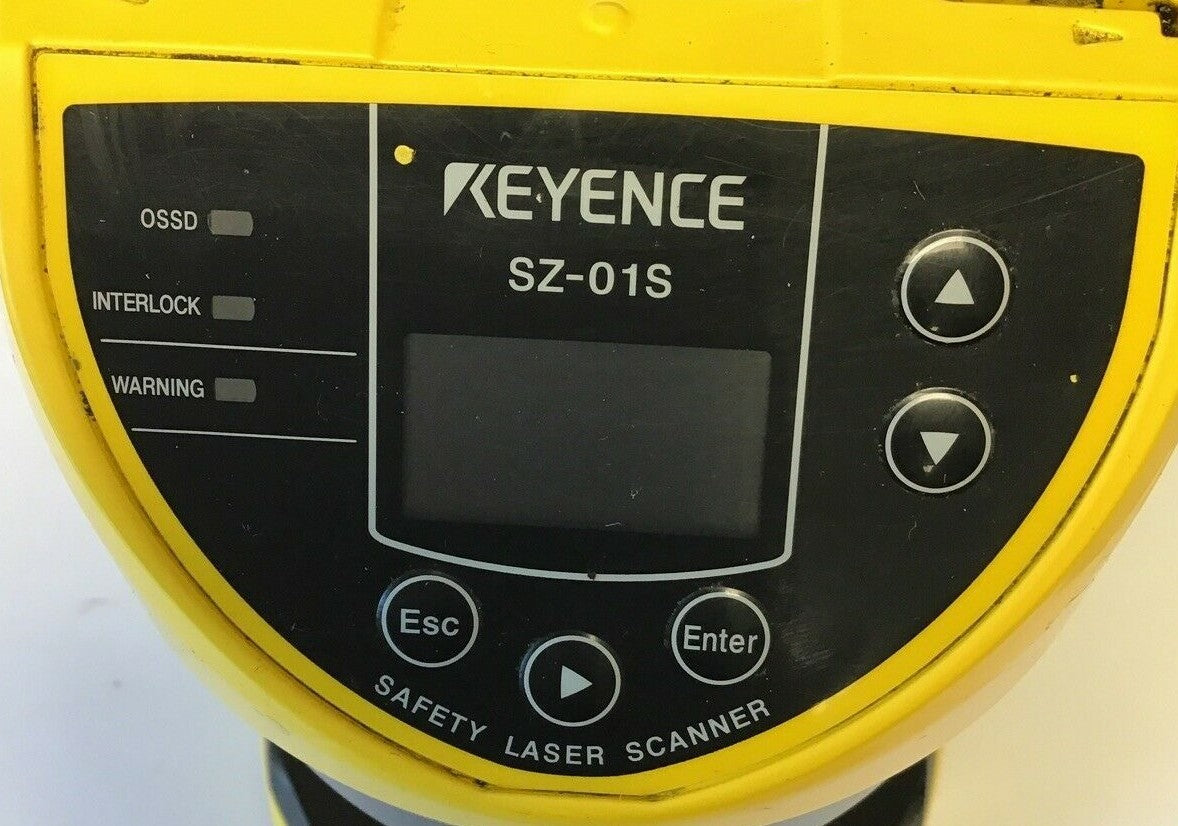 KEYENCE
SZ-01S
OSSD
INTERLOCK
WARNING
Esc
Enter
SAFETY LASER SCANNER